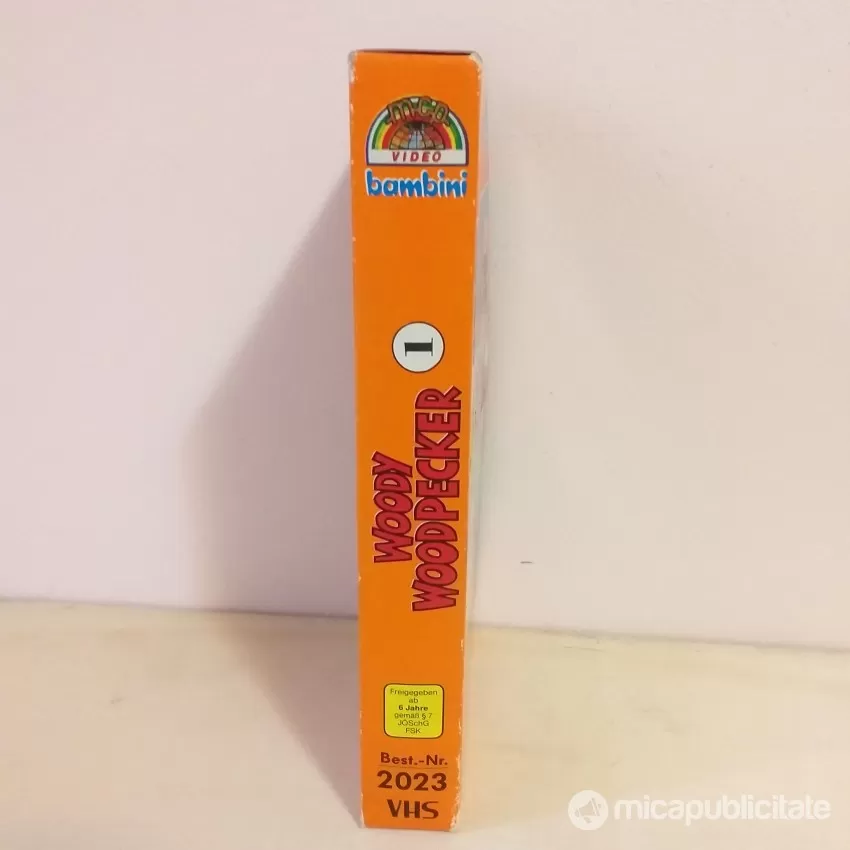 m-c-p
VIDEO
bambini
1
WOODY
WOODPECKER
Freigegeben
ab
6 Jahre
gemäß § 7
JÖSchG
FSK
Best.-Nr.
2023
VHS
micapublicitate